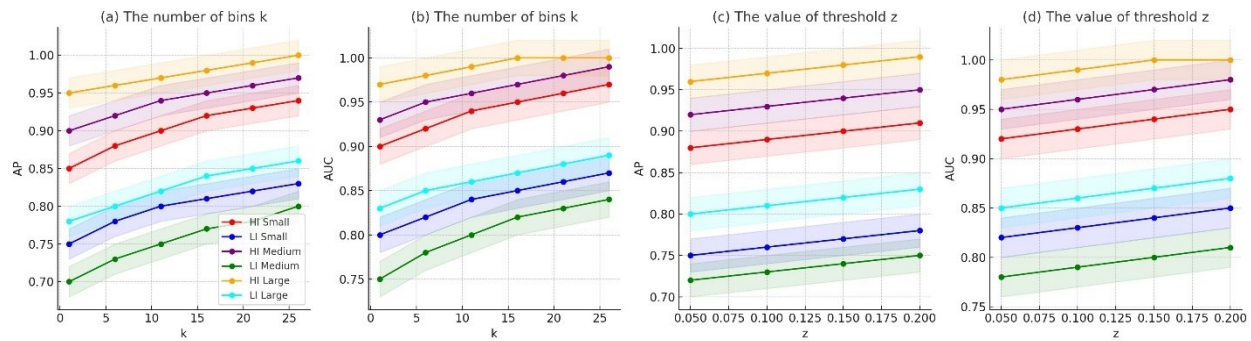 (a) The number of bins k
1.00
0.95
0.90
0.85
0.80
0.75
0.70
AP
0
5
10
15
20
25
k
HI Small
LI Small
HI Medium
LI Medium
HI Large
LI Large
(b) The number of bins k
1.00
0.95
0.90
0.85
0.80
0.75
AUC
0
5
10
15
20
25
k
(c) The value of threshold z
1.00
0.95
0.90
0.85
0.80
0.75
0.70
AP
0.050
0.075
0.100
0.125
0.150
0.175
0.200
z
(d) The value of threshold z
1.00
0.95
0.90
0.85
0.80
0.75
AUC
0.050
0.075
0.100
0.125
0.150
0.175
0.200
z